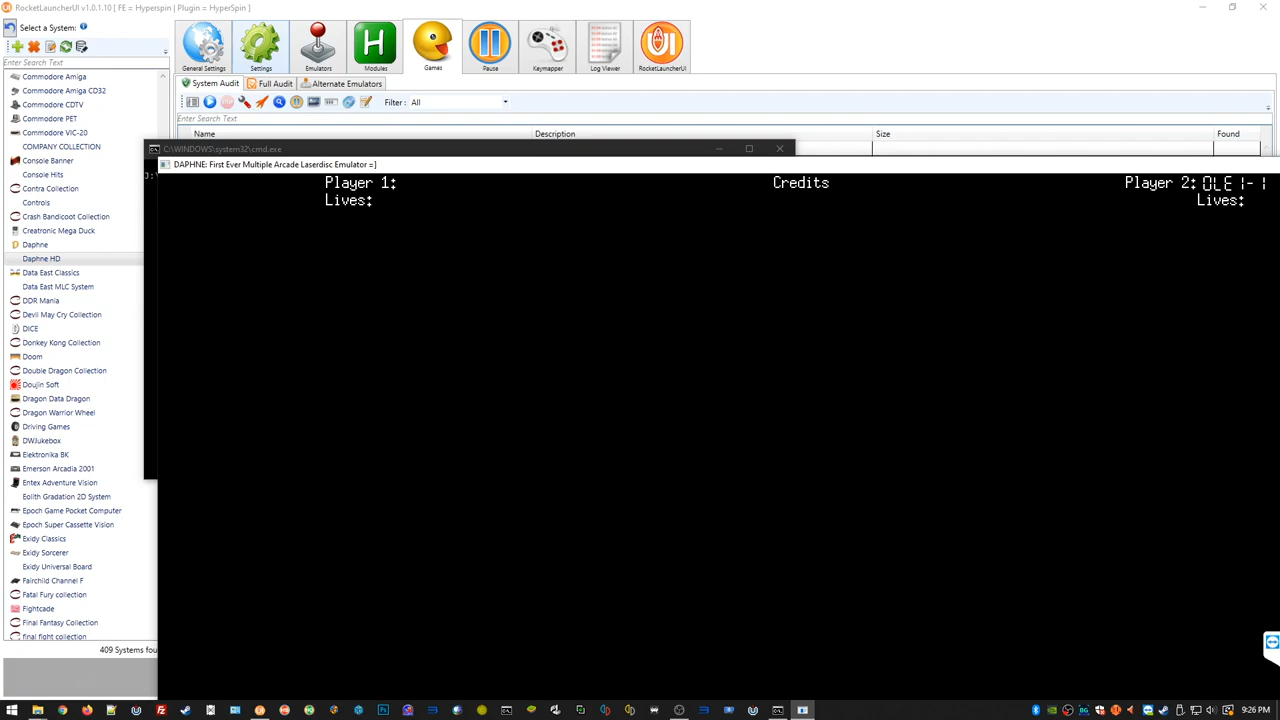 RocketLauncherUI v1.0.1.10 [ FE = Hyperspin | Plugin = HyperSpin ]
Select a System:
Enter Search Text
Commodore Amiga
Commodore Amiga CD32
Commodore CDTV
Commodore PET
Commodore VIC-20
COMPANY COLLECTION
Console Banner
Console Hits
Contra Collection
Controls
Crash Bandicoot Collection
Creatronic Mega Duck
Daphne
Daphne HD
Data East Classics
Data East MLC System
DDR Mania
Devil May Cry Collection
DICE
Donkey Kong Collection
Doom
Double Dragon Collection
Doujin Soft
Dragon Data Dragon
Dragon Warrior Wheel
Driving Games
DWJukebox
Elektronika BK
Emerson Arcadia 2001
Entex Adventure Vision
Eolith Gradation 2D System
Epoch Game Pocket Computer
Epoch Super Cassette Vision
Exidy Classics
Exidy Sorcerer
Exidy Universal Board
Fairchild Channel F
Fatal Fury collection
Fightcade
Final Fantasy Collection
final fight collection
409 Systems fou
General Settings
Settings
Emulators
Modules
Games
Pause
Keymapper
Log Viewer
RocketLauncherUI
System Audit
Full Audit
Alternate Emulators
Filter : All
Enter Search Text
Name Description Size Found
C:\WINDOWS\system32\cmd.exe
DAPHNE: First Ever Multiple Arcade Laserdisc Emulator =]
Player 1: Credits Player 2:
Lives: Lives:
9:26 PM